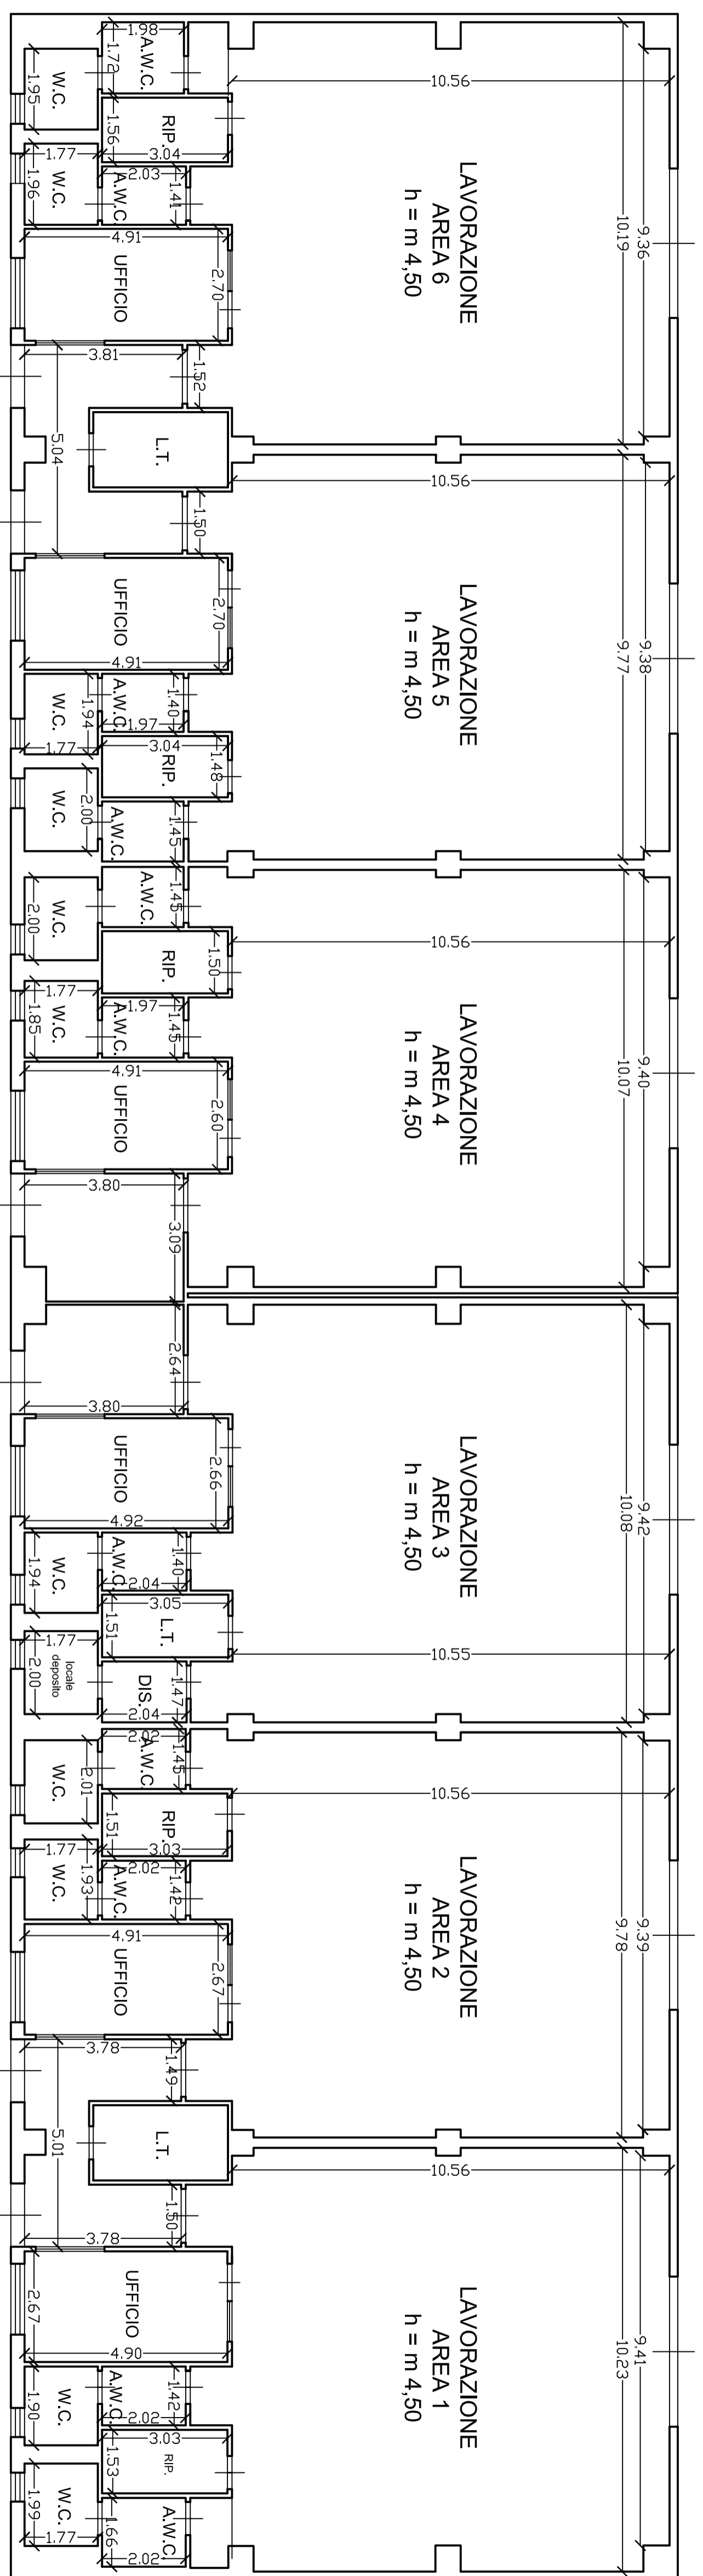 1.98
A.W.C.
1.72
W.C.
1.95
10.56
RIP.
1.56
3.04
1.77
2.03
W.C.
1.96
A.W.C.
1.41
4.91
UFFICIO
2.70
LAVORAZIONE
AREA 6
h = m 4,50
9.36
10.19
3.81
1.52
5.04
L.T.
1.50
10.56
UFFICIO
2.70
4.91
LAVORAZIONE
AREA 5
h = m 4,50
9.38
9.77
W.C.
1.94
A.W.C.
1.40
1.97
1.77
3.04
RIP.
1.48
W.C.
2.00
A.W.C.
1.45
A.W.C.
1.45
W.C.
2.00
10.56
RIP.
1.50
1.77
1.97
W.C.
1.85
A.W.C.
1.45
4.91
UFFICIO
2.60
LAVORAZIONE
AREA 4
h = m 4,50
9.40
10.07
3.80
3.09
2.64
3.80
UFFICIO
2.66
4.92
LAVORAZIONE
AREA 3
h = m 4,50
9.42
10.08
W.C.
1.94
A.W.C.
1.40
2.04
3.05
L.T.
1.51
1.77
locale
deposito
2.00
DIS.
1.47
2.04
10.55
2.02
A.W.C.
1.45
W.C.
2.01
10.56
RIP.
1.51
3.03
1.77
2.02
W.C.
1.93
A.W.C.
1.42
4.91
UFFICIO
2.67
LAVORAZIONE
AREA 2
h = m 4,50
9.39
9.78
3.78
1.49
5.01
L.T.
1.50
3.78
10.56
UFFICIO
2.67
4.90
LAVORAZIONE
AREA 1
h = m 4,50
9.41
10.23
W.C.
1.90
A.W.C.
1.42
2.02
3.03
RIP.
1.53
W.C.
1.99
1.77
A.W.C.
1.66
2.02